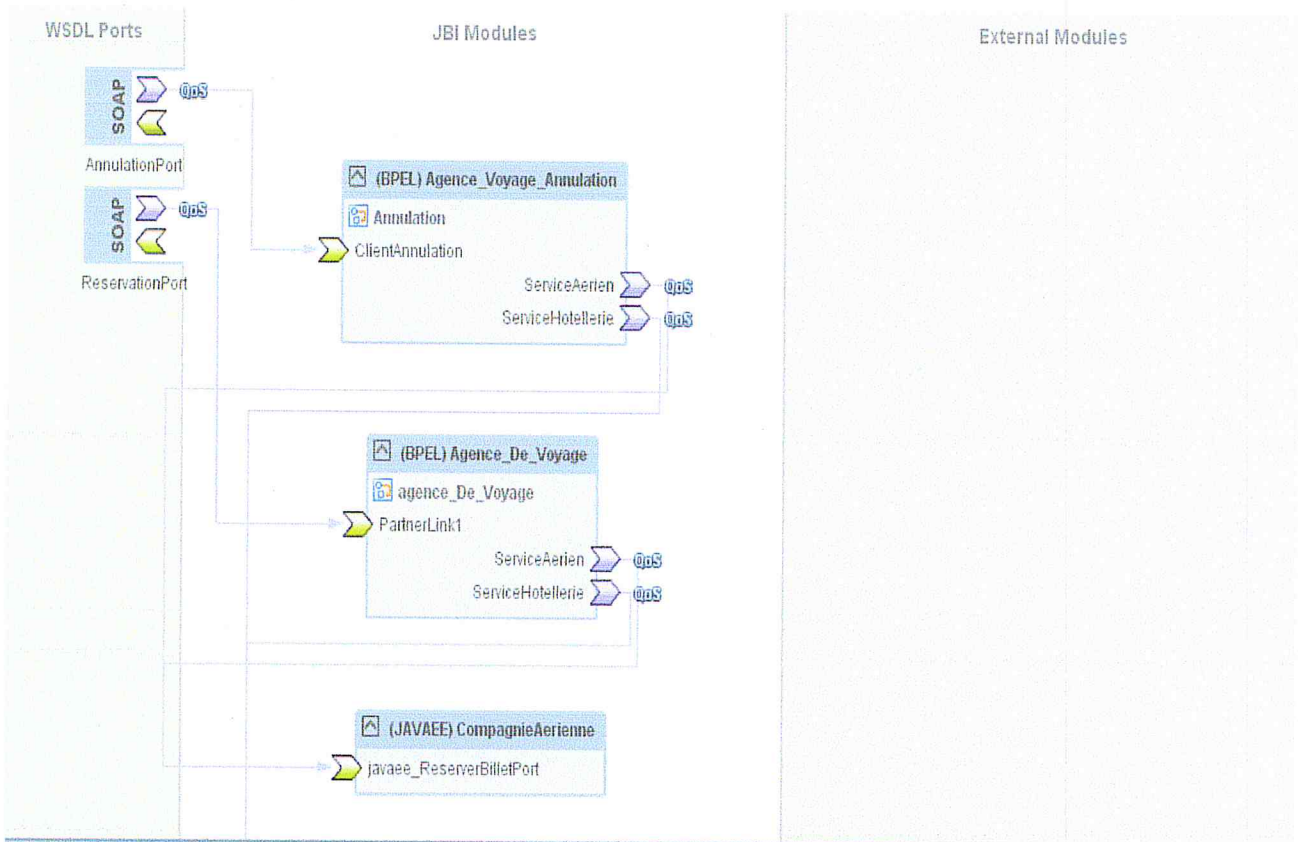 WSDL Ports
JBI Modules
External Modules
SOAP
QoS
AnnulationPort
SOAP
QoS
ReservationPort
(BPEL) Agence_Voyage_Annulation
Annulation
ClientAnnulation
ServiceAerien
QoS
ServiceHotellerie
QoS
(BPEL) Agence_De_Voyage
agence_De_Voyage
PartnerLink1
ServiceAerien
QoS
ServiceHotellerie
QoS
(JAVAEE) CompagnieAerienne
javaee_ReserverBilletPort